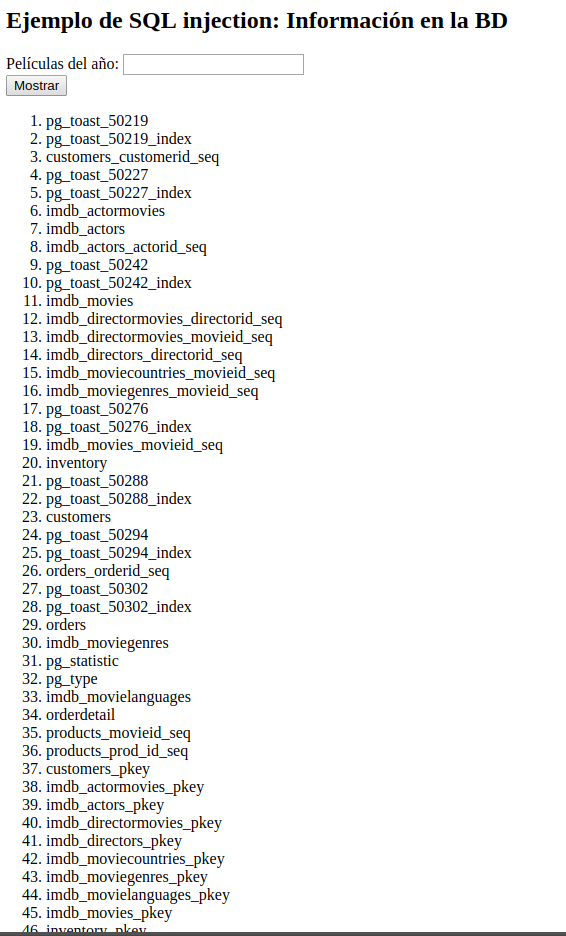 Ejemplo de SQL injection: Información en la BD
Películas del año:
Mostrar
1. pg_toast_50219
2. pg_toast_50219_index
3. customers_customerid_seq
4. pg_toast_50227
5. pg_toast_50227_index
6. imdb_actormovies
7. imdb_actors
8. imdb_actors_actorid_seq
9. pg_toast_50242
10. pg_toast_50242_index
11. imdb_movies
12. imdb_directormovies_directorid_seq
13. imdb_directormovies_movieid_seq
14. imdb_directors_directorid_seq
15. imdb_moviecountries_movieid_seq
16. imdb_moviegenres_movieid_seq
17. pg_toast_50276
18. pg_toast_50276_index
19. imdb_movies_movieid_seq
20. inventory
21. pg_toast_50288
22. pg_toast_50288_index
23. customers
24. pg_toast_50294
25. pg_toast_50294_index
26. orders_orderid_seq
27. pg_toast_50302
28. pg_toast_50302_index
29. orders
30. imdb_moviegenres
31. pg_statistic
32. pg_type
33. imdb_movielanguages
34. orderdetail
35. products_movieid_seq
36. products_prod_id_seq
37. customers_pkey
38. imdb_actormovies_pkey
39. imdb_actors_pkey
40. imdb_directormovies_pkey
41. imdb_directors_pkey
42. imdb_moviecountries_pkey
43. imdb_moviegenres_pkey
44. imdb_movielanguages_pkey
45. imdb_movies_pkey
46. inventory_pkey